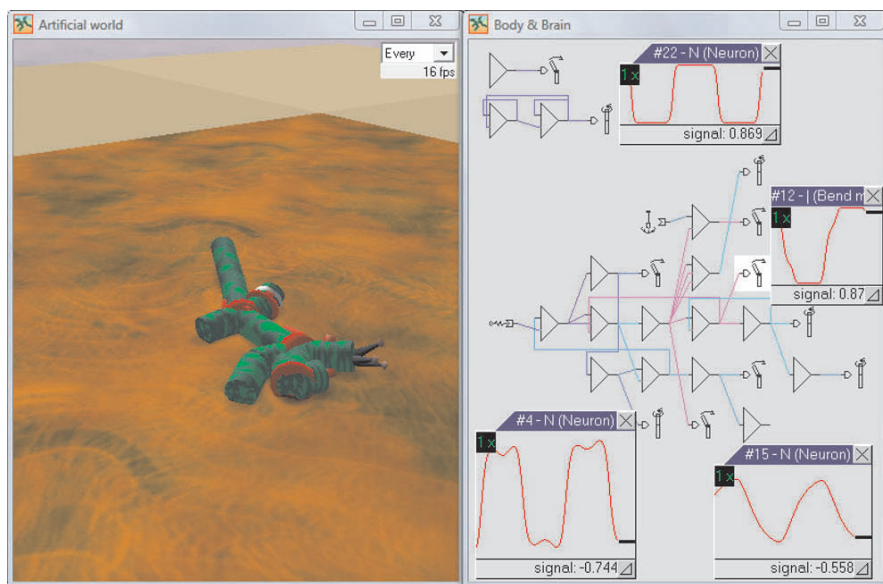 Artificial world
Every
16 fps
Body & Brain
#22 - N (Neuron)
1 x
signal: 0.869
#12 - | (Bend m
1x
signal: 0.87
#4 - N (Neuron)
1 x
signal: -0.744
#15 - N (Neuron)
1 x
signal: -0.558